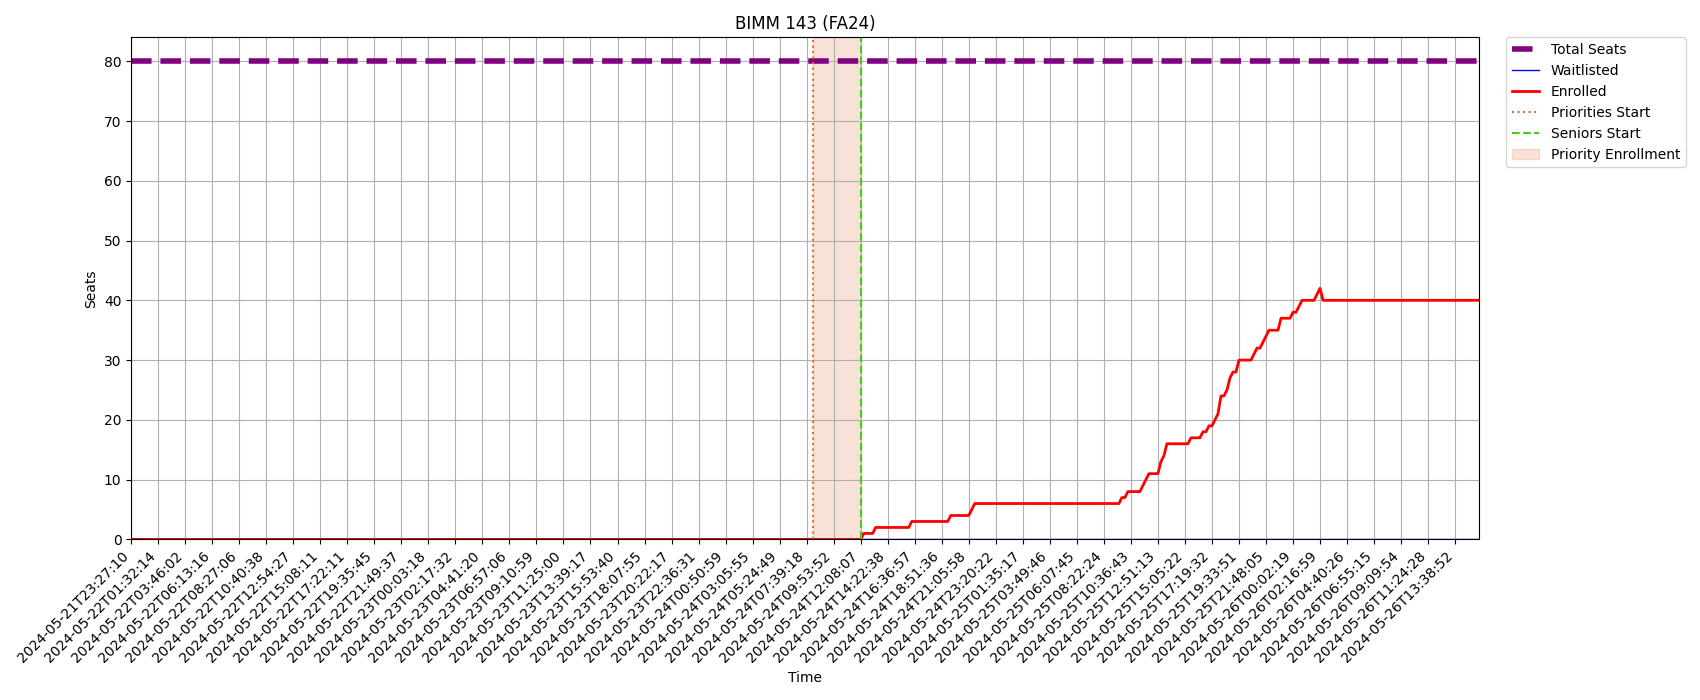 BIMM 143 (FA24)
Total Seats
Waitlisted
Enrolled
Priorities Start
Seniors Start
Priority Enrollment
Seats
80
70
60
50
40
30
20
10
0
2024-05-21T23:27:10
2024-05-22T01:32:14
2024-05-22T03:46:02
2024-05-22T06:13:16
2024-05-22T08:27:06
2024-05-22T10:40:38
2024-05-22T12:54:27
2024-05-22T15:08:11
2024-05-22T17:22:11
2024-05-22T19:35:45
2024-05-22T21:49:37
2024-05-23T00:03:18
2024-05-23T02:17:32
2024-05-23T04:41:20
2024-05-23T06:57:06
2024-05-23T09:10:59
2024-05-23T11:25:00
2024-05-23T13:39:17
2024-05-23T15:53:40
2024-05-23T18:07:55
2024-05-23T20:22:17
2024-05-23T22:36:31
2024-05-24T00:50:59
2024-05-24T03:05:55
2024-05-24T05:24:49
2024-05-24T07:39:18
2024-05-24T09:53:52
2024-05-24T12:08:07
2024-05-24T14:22:38
2024-05-24T16:36:57
2024-05-24T18:51:36
2024-05-24T21:05:58
2024-05-24T23:20:22
2024-05-25T01:35:17
2024-05-25T03:49:46
2024-05-25T06:07:45
2024-05-25T08:22:24
2024-05-25T10:36:43
2024-05-25T12:51:13
2024-05-25T15:05:22
2024-05-25T17:19:32
2024-05-25T19:33:51
2024-05-25T21:48:05
2024-05-26T00:02:19
2024-05-26T02:16:59
2024-05-26T04:40:26
2024-05-26T06:55:15
2024-05-26T09:09:54
2024-05-26T11:24:28
2024-05-26T13:38:52
Time